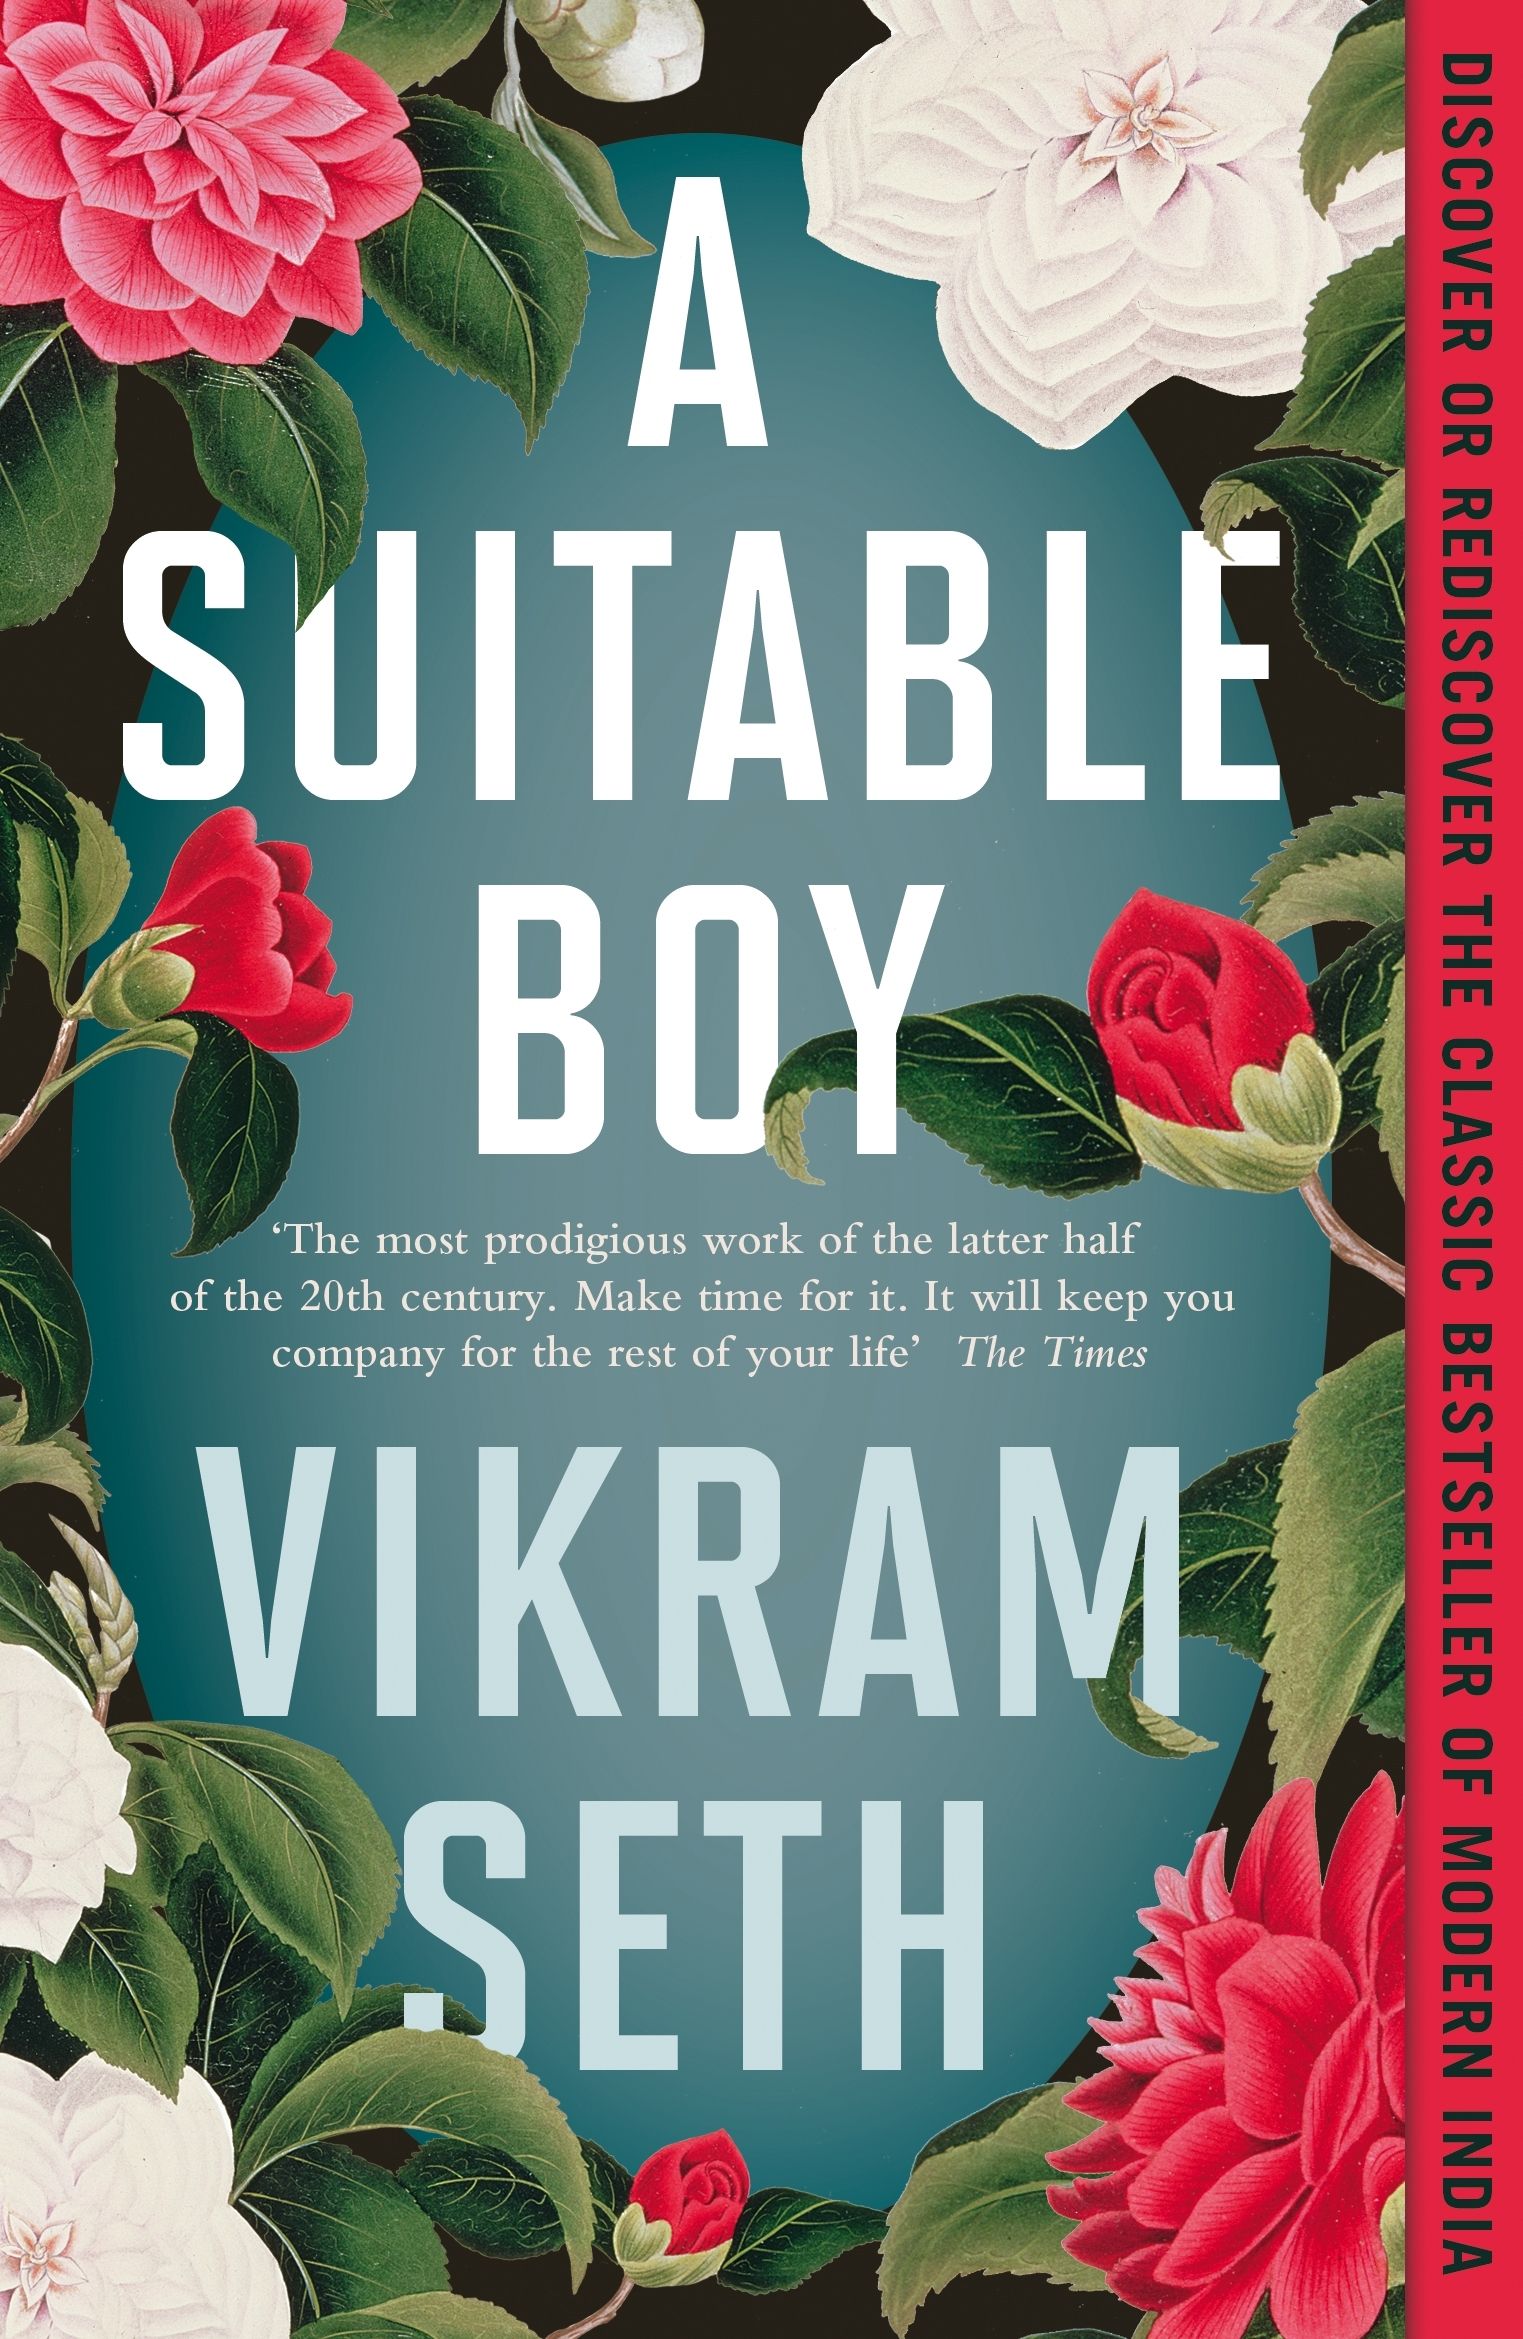 A
SUITABLE
BOY
‘The most prodigious work of the latter half
of the 20th century. Make time for it. It will keep you
company for the rest of your life’ The Times
VIKRAM
SETH
DISCOVER OR REDISCOVER THE CLASSIC BESTSELLER OF MODERN INDIA